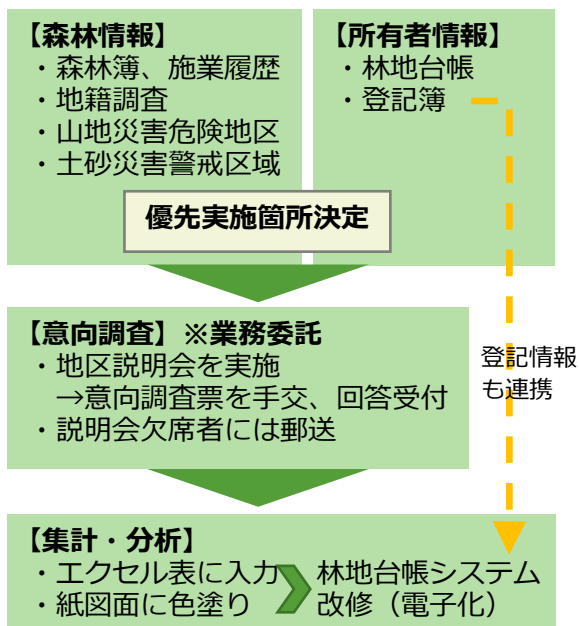 【森林情報】
・森林簿、施業履歴
・地籍調査
・山地災害危険地区
・土砂災害警戒区域
【所有者情報】
・林地台帳
・登記簿
優先実施箇所決定
【意向調査】※業務委託
・地区説明会を実施
→意向調査票を手交、回答受付
・説明会欠席者には郵送
登記情報
も連携
【集計・分析】
・エクセル表に入力
・紙図面に色塗り
林地台帳システム
改修（電子化）